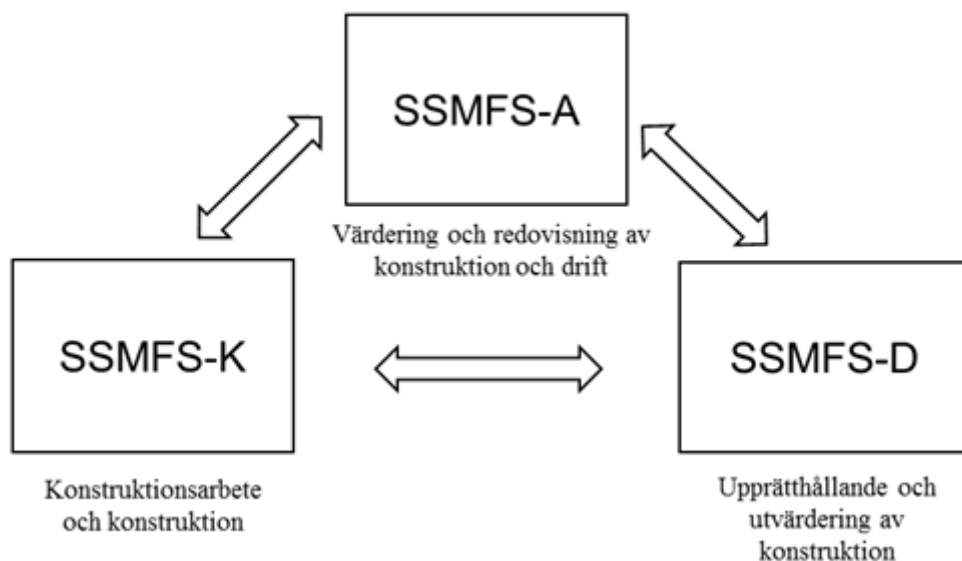 SSMFS-A
Värdering och redovisning av
konstruktion och drift
SSMFS-K
Konstruktionsarbete
och konstruktion
SSMFS-D
Upprätthållande och
utvärdering av
konstruktion